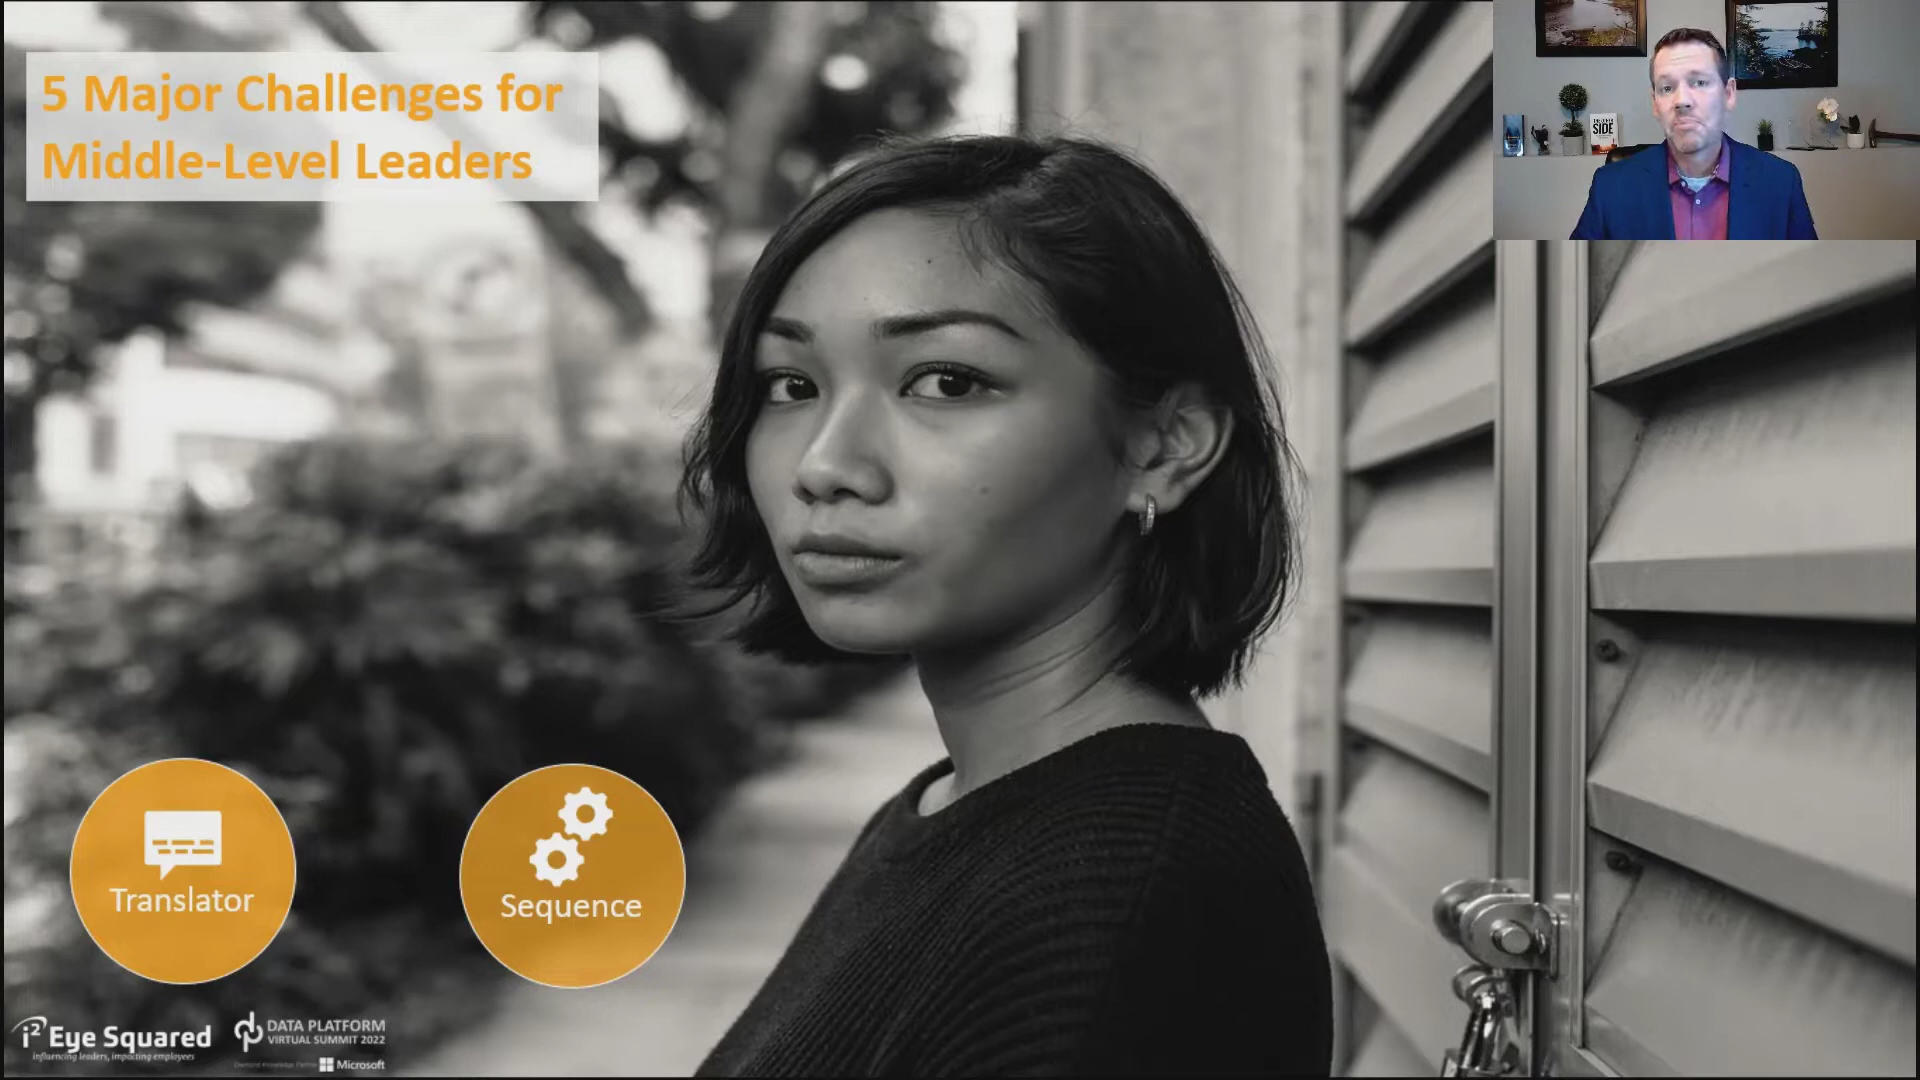 5 Major Challenges for
Middle-Level Leaders
SIDE
Translator
Sequence
i² Eye Squared
influencing leaders, impacting employees
DATA PLATFORM
VIRTUAL SUMMIT 2022
Microsoft